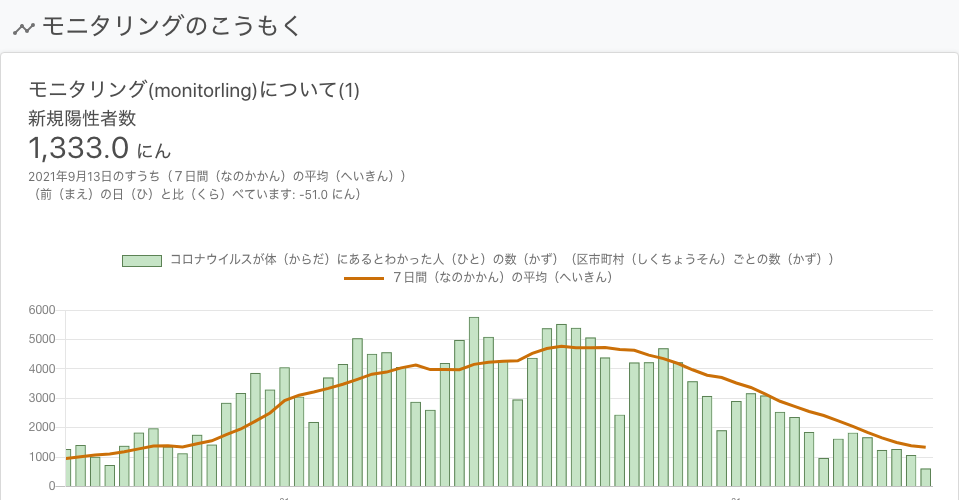 モニタリングのこうもく
モニタリング(monitorling)について(1)
新規陽性者数
1,333.0 にん
2021年9月13日のすうち（７日間（なのかかん）の平均（へいきん））
（前（まえ）の日（ひ）と比（くら）べています: -51.0 にん）
コロナウイルスが体（からだ）にあるとわかった人（ひと）の数（かず）（区市町村（しくちょうそん）ごとの数（かず））
７日間（なのかかん）の平均（へいきん）
6000
5000
4000
3000
2000
1000
0